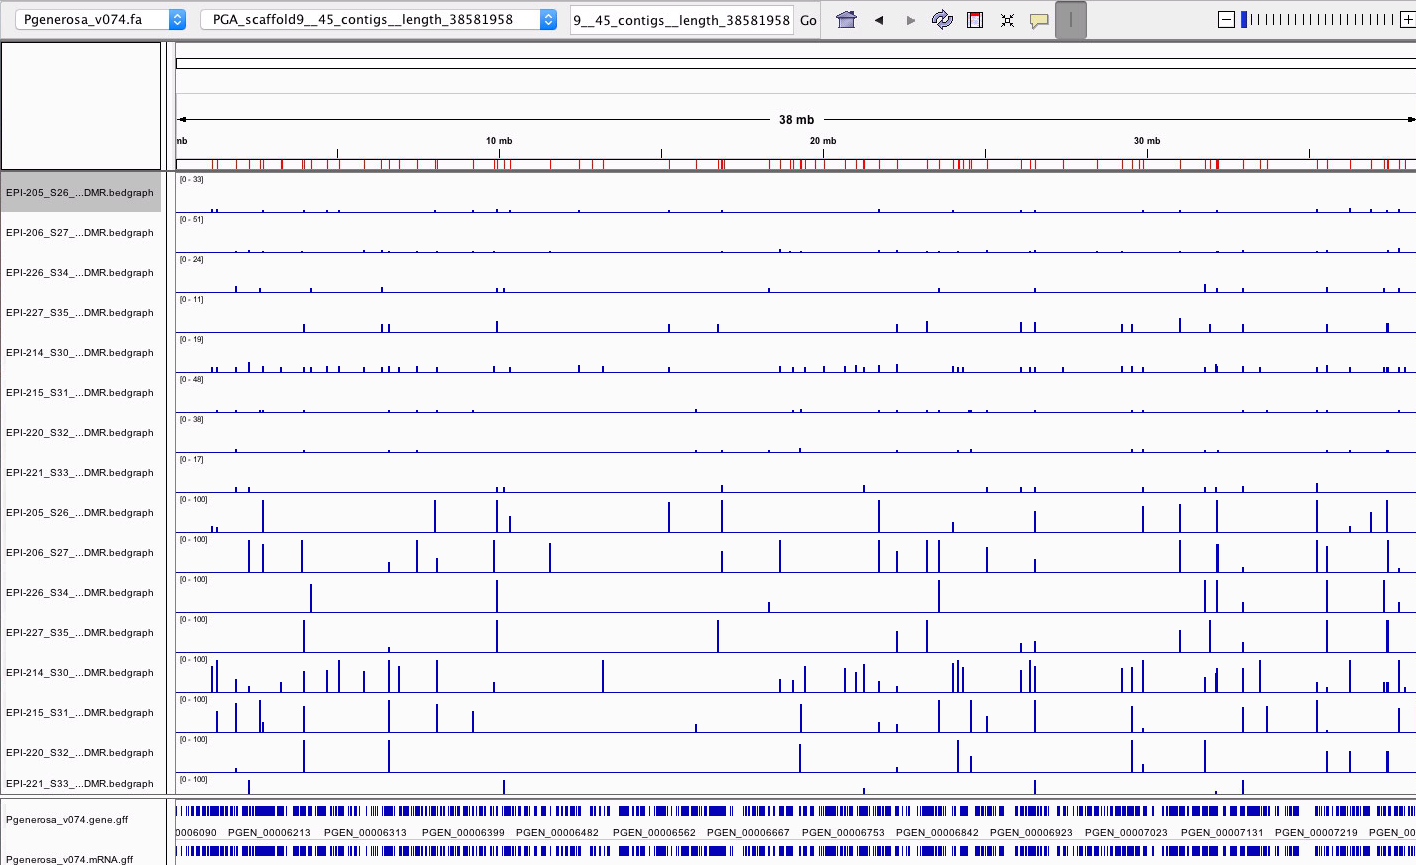 Pgenerosa_v074.fa PGA_scaffold9__45_contigs__length_38581958 9__45_contigs__length_38581958 Go
38 mb
mb 10 mb 20 mb 30 mb
EPI-205_S26_...DMR.bedgraph [0 - 33]
EPI-206_S27_...DMR.bedgraph [0 - 51]
EPI-226_S34_...DMR.bedgraph [0 - 24]
EPI-227_S35_...DMR.bedgraph [0 - 11]
EPI-214_S30_...DMR.bedgraph [0 - 19]
EPI-215_S31_...DMR.bedgraph [0 - 48]
EPI-220_S32_...DMR.bedgraph [0 - 38]
EPI-221_S33_...DMR.bedgraph [0 - 17]
EPI-205_S26_...DMR.bedgraph [0 - 100]
EPI-206_S27_...DMR.bedgraph [0 - 100]
EPI-226_S34_...DMR.bedgraph [0 - 100]
EPI-227_S35_...DMR.bedgraph [0 - 100]
EPI-214_S30_...DMR.bedgraph [0 - 100]
EPI-215_S31_...DMR.bedgraph [0 - 100]
EPI-220_S32_...DMR.bedgraph [0 - 100]
EPI-221_S33_...DMR.bedgraph [0 - 100]
Pgenerosa_v074.gene.gff
00006090 PGEN_00006213 PGEN_00006313 PGEN_00006399 PGEN_00006482 PGEN_00006562 PGEN_00006667 PGEN_00006753 PGEN_00006842 PGEN_00006923 PGEN_00007023 PGEN_00007131 PGEN_00007219 PGEN_00
Pgenerosa_v074.mRNA.gff